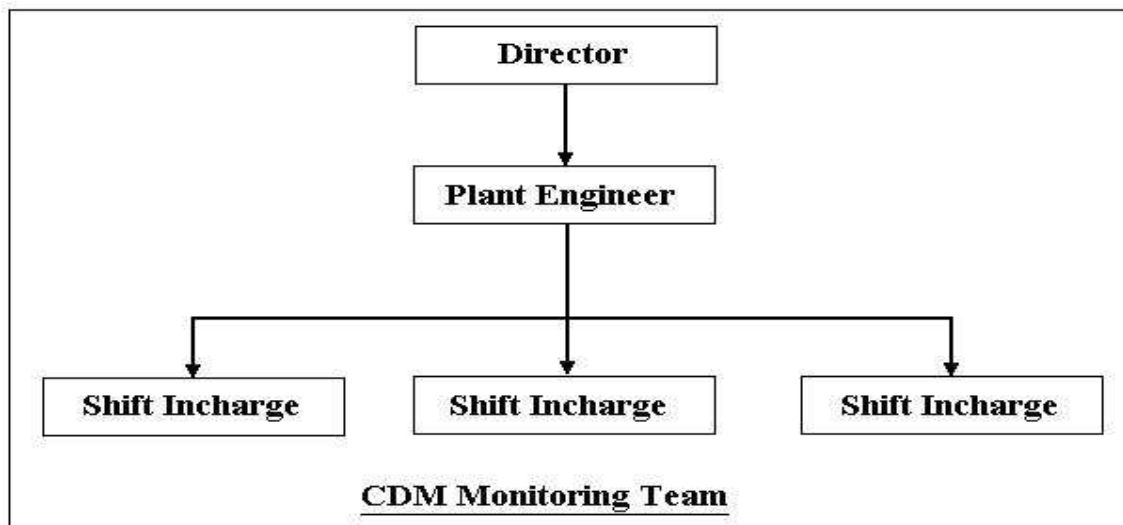 Director
Plant Engineer
Shift Incharge
Shift Incharge
Shift Incharge
CDM Monitoring Team